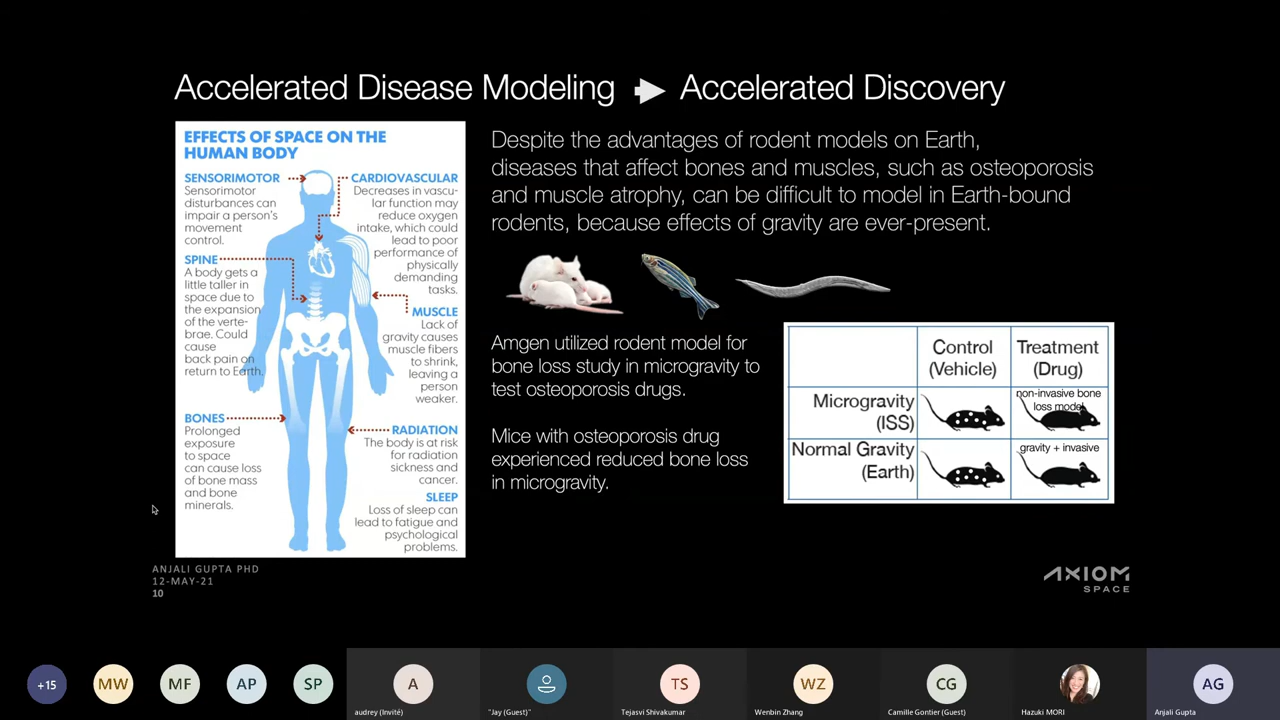 Accelerated Disease Modeling Accelerated Discovery
EFFECTS OF SPACE ON THE
HUMAN BODY
SENSORIMOTOR
Sensorimotor
disturbances can
impair a person's
movement
control.
SPINE
A body gets a
little taller in
space due to
the expansion
of the verte-
brae. Could
cause
back pain on
return to Earth.
BONES
Prolonged
exposure
to space
can cause loss
of bone mass
and bone
minerals.
CARDIOVASCULAR
Decreases in vascu-
lar function may
reduce oxygen
intake, which could
lead to poor
performance of
physically
demanding
tasks.
MUSCLE
Lack of
gravity causes
muscle fibers
to shrink,
leaving a
person
weaker.
RADIATION
The body is at risk
for radiation
sickness and
cancer.
SLEEP
Loss of sleep can
lead to fatigue and
psychological
problems.
Despite the advantages of rodent models on Earth,
diseases that affect bones and muscles, such as osteoporosis
and muscle atrophy, can be difficult to model in Earth-bound
rodents, because effects of gravity are ever-present.
Amgen utilized rodent model for
bone loss study in microgravity to
test osteoporosis drugs.
Mice with osteoporosis drug
experienced reduced bone loss
in microgravity.
Control
(Vehicle)
Treatment
(Drug)
Microgravity
(ISS)
non-invasive bone
loss model
Normal Gravity
(Earth)
gravity + invasive
ANJALI GUPTA PHD
12-MAY-21
10
AXIOM
SPACE
+15
MW
MF
AP
SP
A
audrey (Invité)
"Jay (Guest)"
TS
Tejasvi Shivakumar
WZ
Wenbin Zhang
CG
Camille Gontier (Guest)
Hazuki MORI
AG
Anjali Gupta